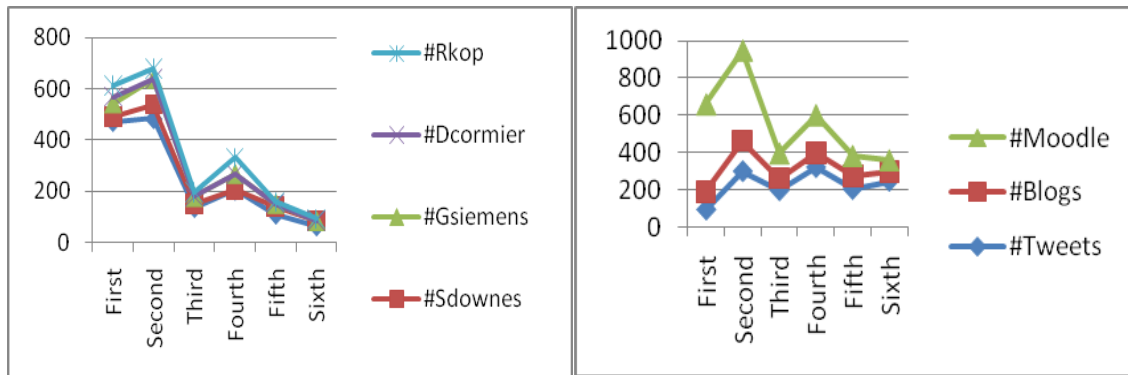 800
600
400
200
0
First
Second
Third
Fourth
Fifth
Sixth
#Rkop
#Dcormier
#Gsiemens
#Sdownes
1000
800
600
400
200
0
First
Second
Third
Fourth
Fifth
Sixth
#Moodle
#Blogs
#Tweets